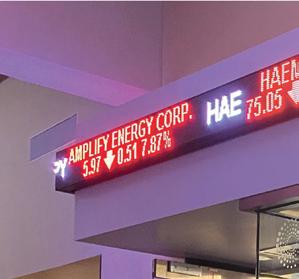 AMPLIFY ENERGY CORP.
5.97 ↓ 0.51 7.87%
HAE
75.05